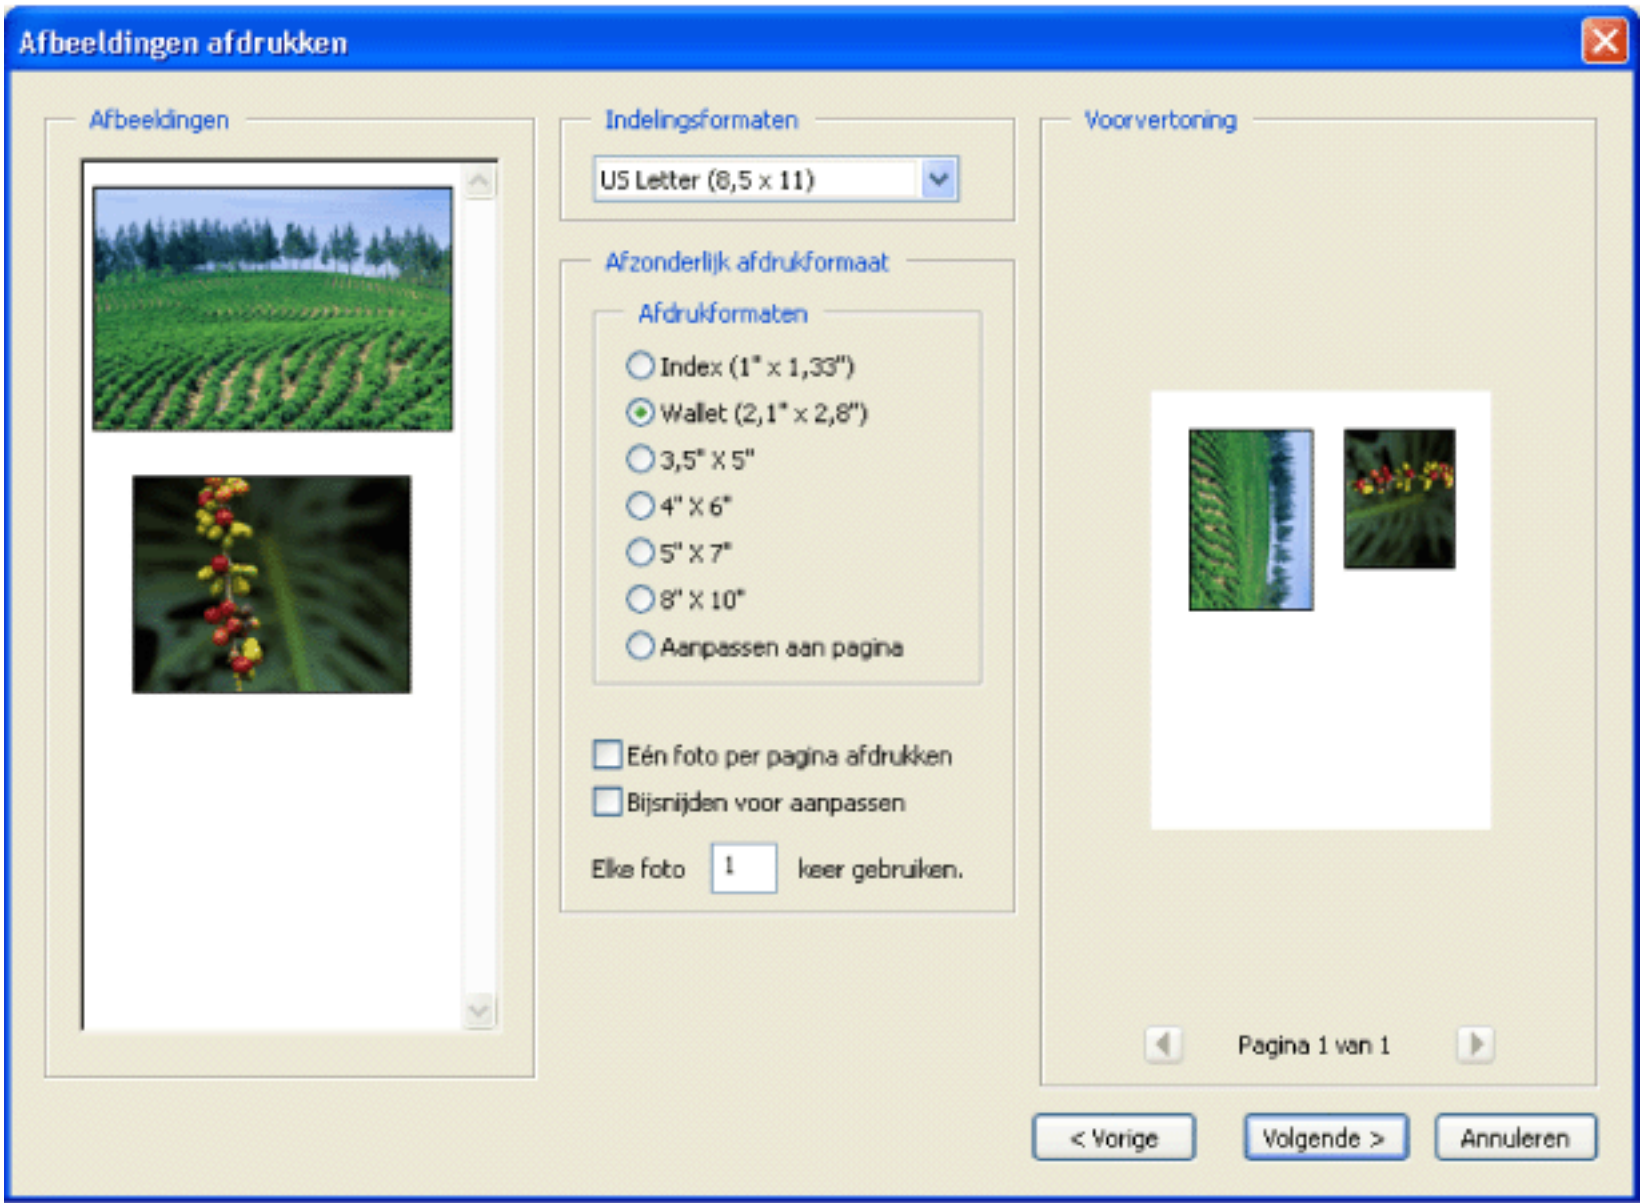 Afbeeldingen afdrukken
Afbeeldingen
Indelingsformaten
US Letter (8,5 x 11)
Afzonderlijk afdrukformaat
Afdrukformaten
Index (1" x 1,33")
Wallet (2,1" x 2,8")
3,5" X 5"
4" X 6"
5" X 7"
8" X 10"
Aanpassen aan pagina
Eén foto per pagina afdrukken
Bijsnijden voor aanpassen
Elke foto 1 keer gebruiken.
Voorvertoning
Pagina 1 van 1
< Vorige
Volgende >
Annuleren